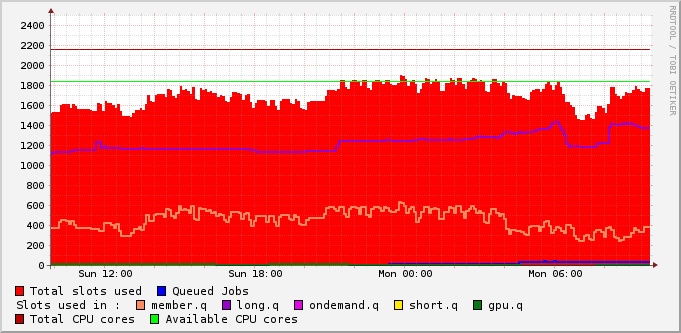 RRDTOOL / TOBI OETIKER
2400
2200
2000
1800
1600
1400
1200
1000
800
600
400
200
0
Sun 12:00 Sun 18:00 Mon 00:00 Mon 06:00
Total slots used Queued Jobs
Slots used in : member.q long.q ondemand.q short.q gpu.q
Total CPU cores Available CPU cores